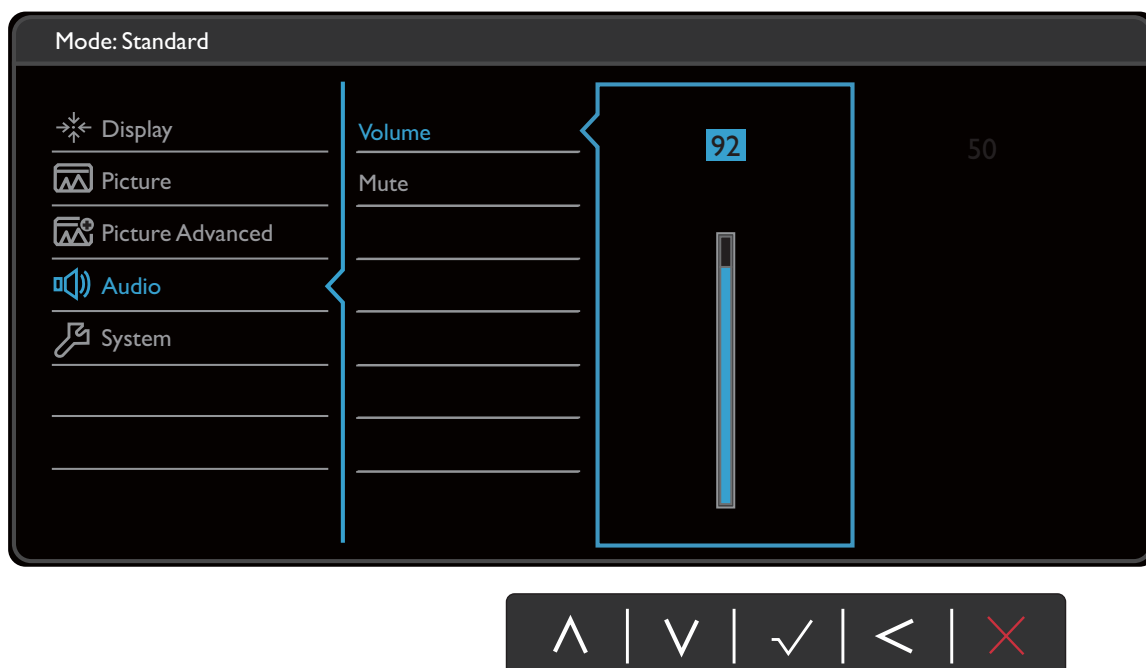 Mode: Standard
Display
Picture
Picture Advanced
Audio
System
Volume
Mute
92
50